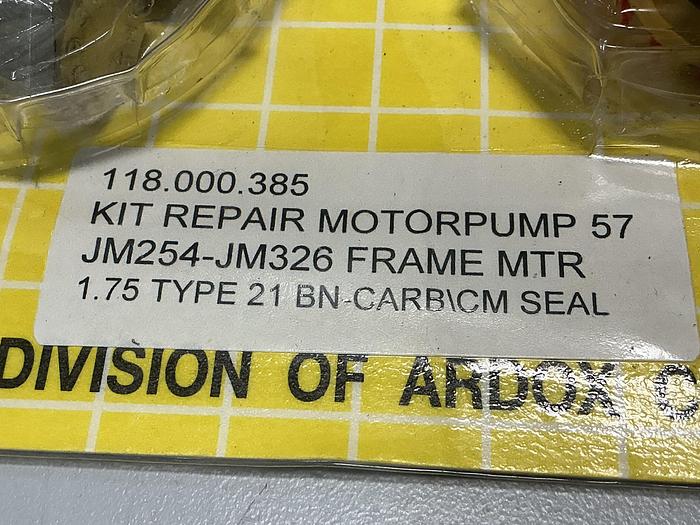 118.000.385
KIT REPAIR MOTORPUMP 57
JM254-JM326 FRAME MTR
1.75 TYPE 21 BN-CARB\CM SEAL
DIVISION OF ARDOX